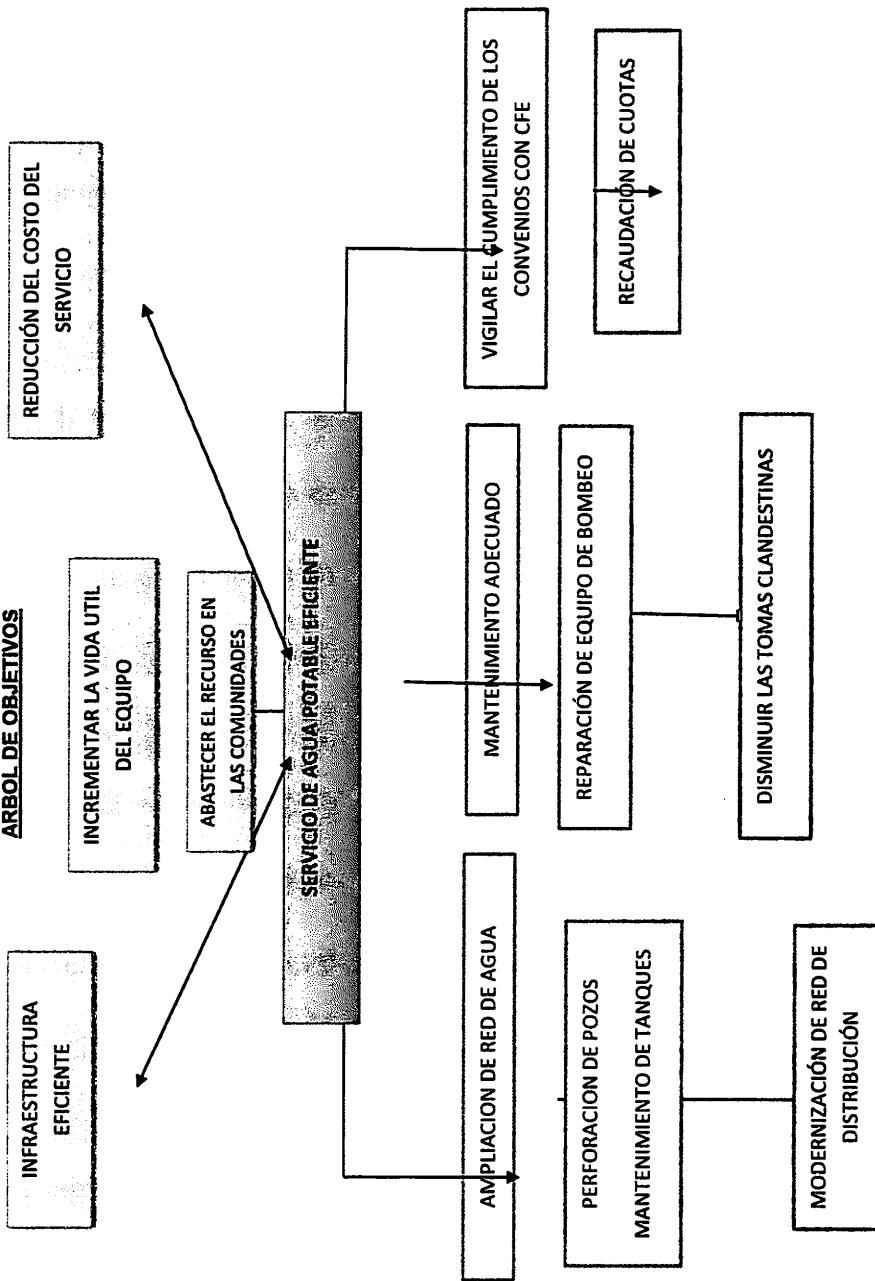 ARBOL DE OBJETIVOS
INFRAESTRUCTURA
EFICIENTE
INCREMENTAR LA VIDA UTIL
DEL EQUIPO
REDUCCIÓN DEL COSTO DEL
SERVICIO
ABASTECER EL RECURSO EN
LAS COMUNIDADES
SERVICIO DE AGUA POTABLE EFICIENTE
AMPLIACION DE RED DE AGUA
PERFORACION DE POZOS
MANTENIMIENTO DE TANQUES
MODERNIZACIÓN DE RED DE
DISTRIBUCIÓN
MANTENIMIENTO ADECUADO
REPARACIÓN DE EQUIPO DE BOMBEO
DISMINUIR LAS TOMAS CLANDESTINAS
VIGILAR EL CUMPLIMIENTO DE LOS
CONVENIOS CON CFE
RECAUDACIÓN DE CUOTAS